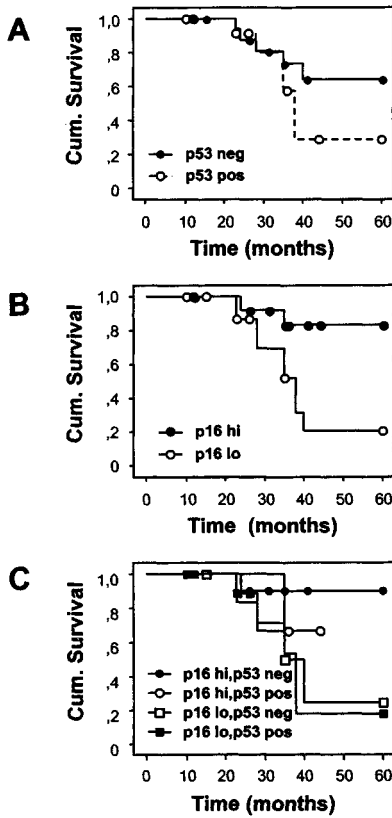 A
Cum. Survival
1,0
,8
,6
,4
,2
0
p53 neg
p53 pos
0 10 20 30 40 50 60
Time (months)
B
Cum. Survival
1,0
,8
,6
,4
,2
0
p16 hi
p16 lo
0 10 20 30 40 50 60
Time (months)
C
Cum. Survival
1,0
,8
,6
,4
,2
,0
p16 hi,p53 neg
p16 hi,p53 pos
p16 lo,p53 neg
p16 lo,p53 pos
0 10 20 30 40 50 60
Time (months)